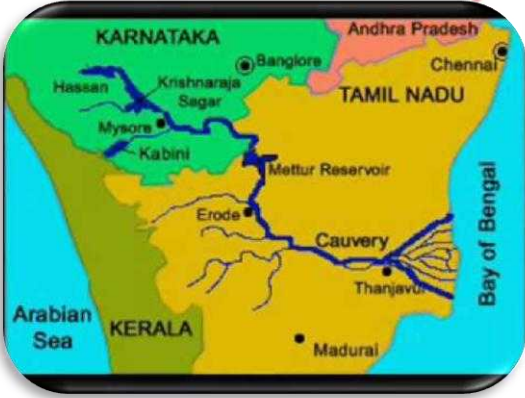 Andhra Pradesh
KARNATAKA
Banglore
Chennai
Hassan
Krishnaraja
Sagar
TAMIL NADU
Mysore
Kabini
Mettur Reservoir
Erode
Cauvery
Bay of Bengal
Thanjavur
Arabian
Sea
KERALA
Madurai